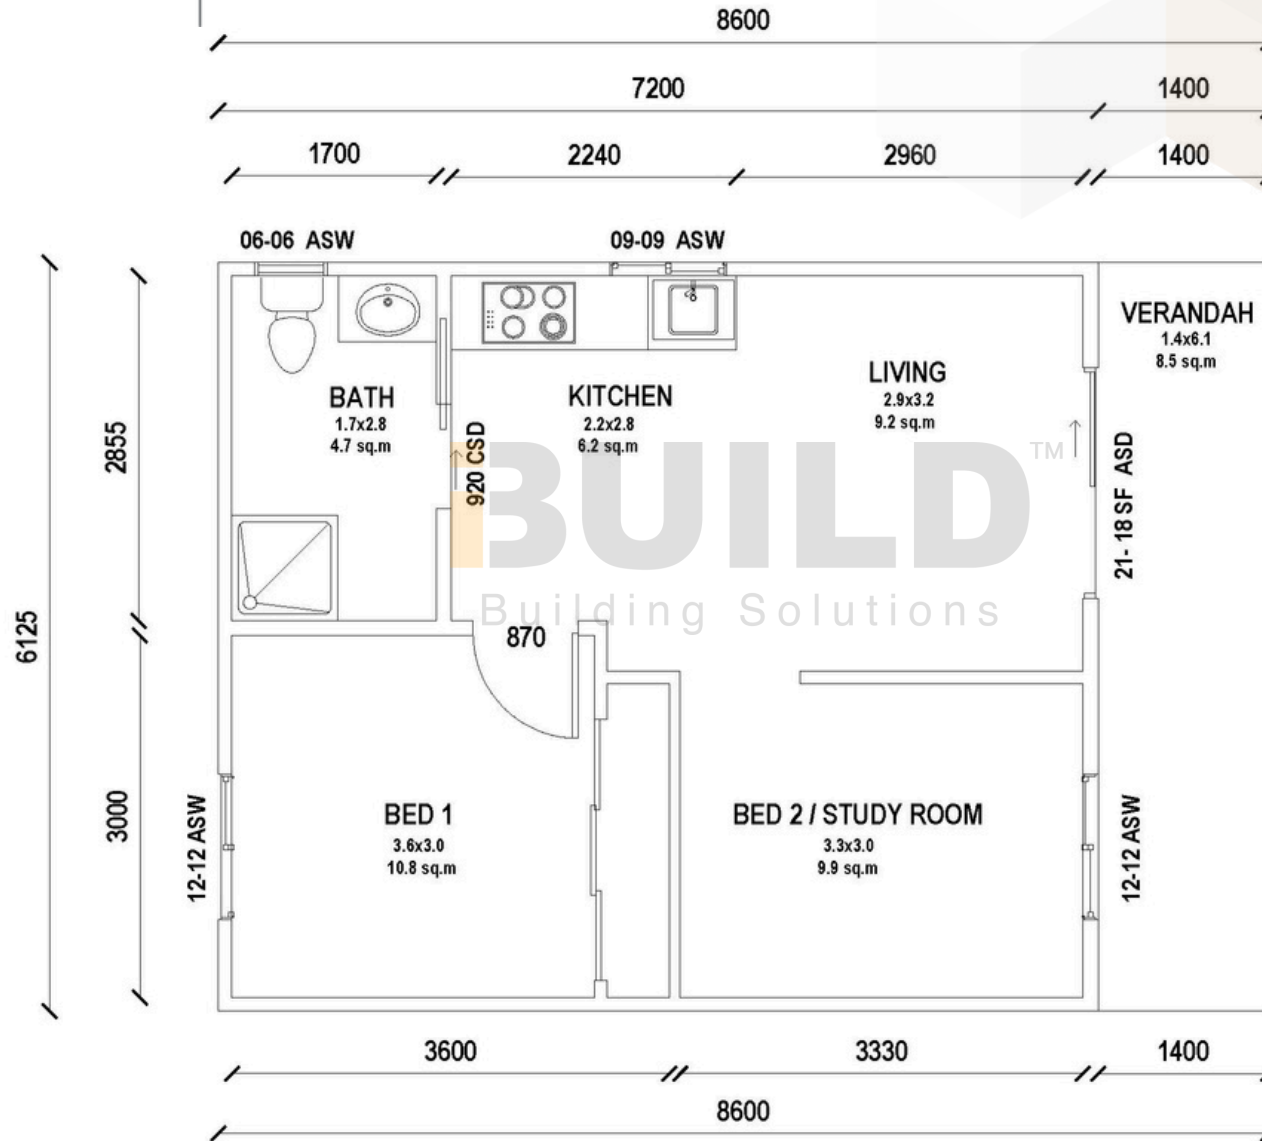 8600
7200
1400
1700
2240
2960
1400
06-06 ASW
09-09 ASW
VERANDAH
1.4x6.1
8.5 sq.m
LIVING
2.9x3.2
9.2 sq.m
BATH
1.7x2.8
4.7 sq.m
KITCHEN
2.2x2.8
6.2 sq.m
2855
920 CSD
21- 18 SF ASD
iBUILD™
Building Solutions
6125
870
3000
12-12 ASW
BED 1
3.6x3.0
10.8 sq.m
BED 2 / STUDY ROOM
3.3x3.0
9.9 sq.m
12-12 ASW
3600
3330
1400
8600